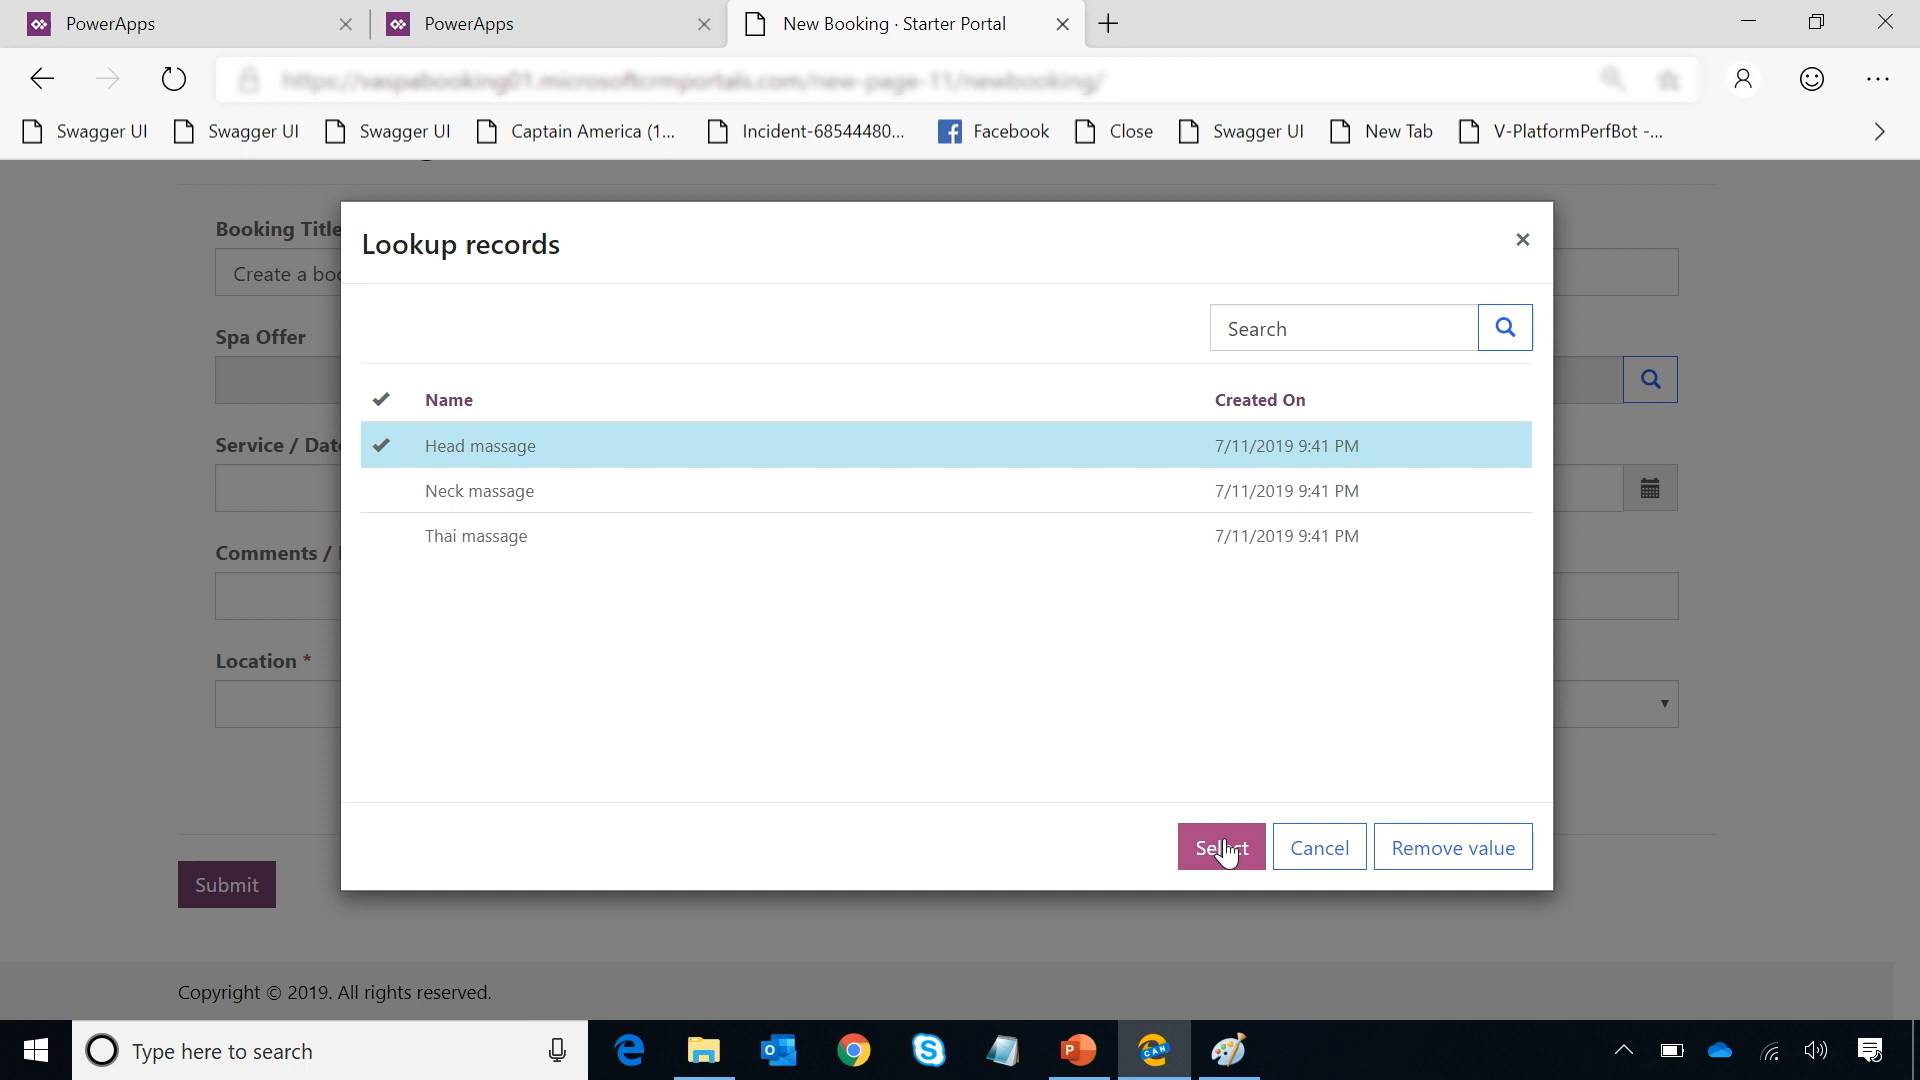 PowerApps
PowerApps
New Booking · Starter Portal
Swagger UI
Swagger UI
Swagger UI
Captain America (1...
Incident-68544480...
Facebook
Close
Swagger UI
New Tab
V-PlatformPerfBot -...
Booking Title
Create a boo
Spa Offer
Service / Dat
Comments /
Location *
Lookup records
Search
Name Created On
Head massage 7/11/2019 9:41 PM
Neck massage 7/11/2019 9:41 PM
Thai massage 7/11/2019 9:41 PM
Select Cancel Remove value
Submit
Copyright © 2019. All rights reserved.
Type here to search
CAN